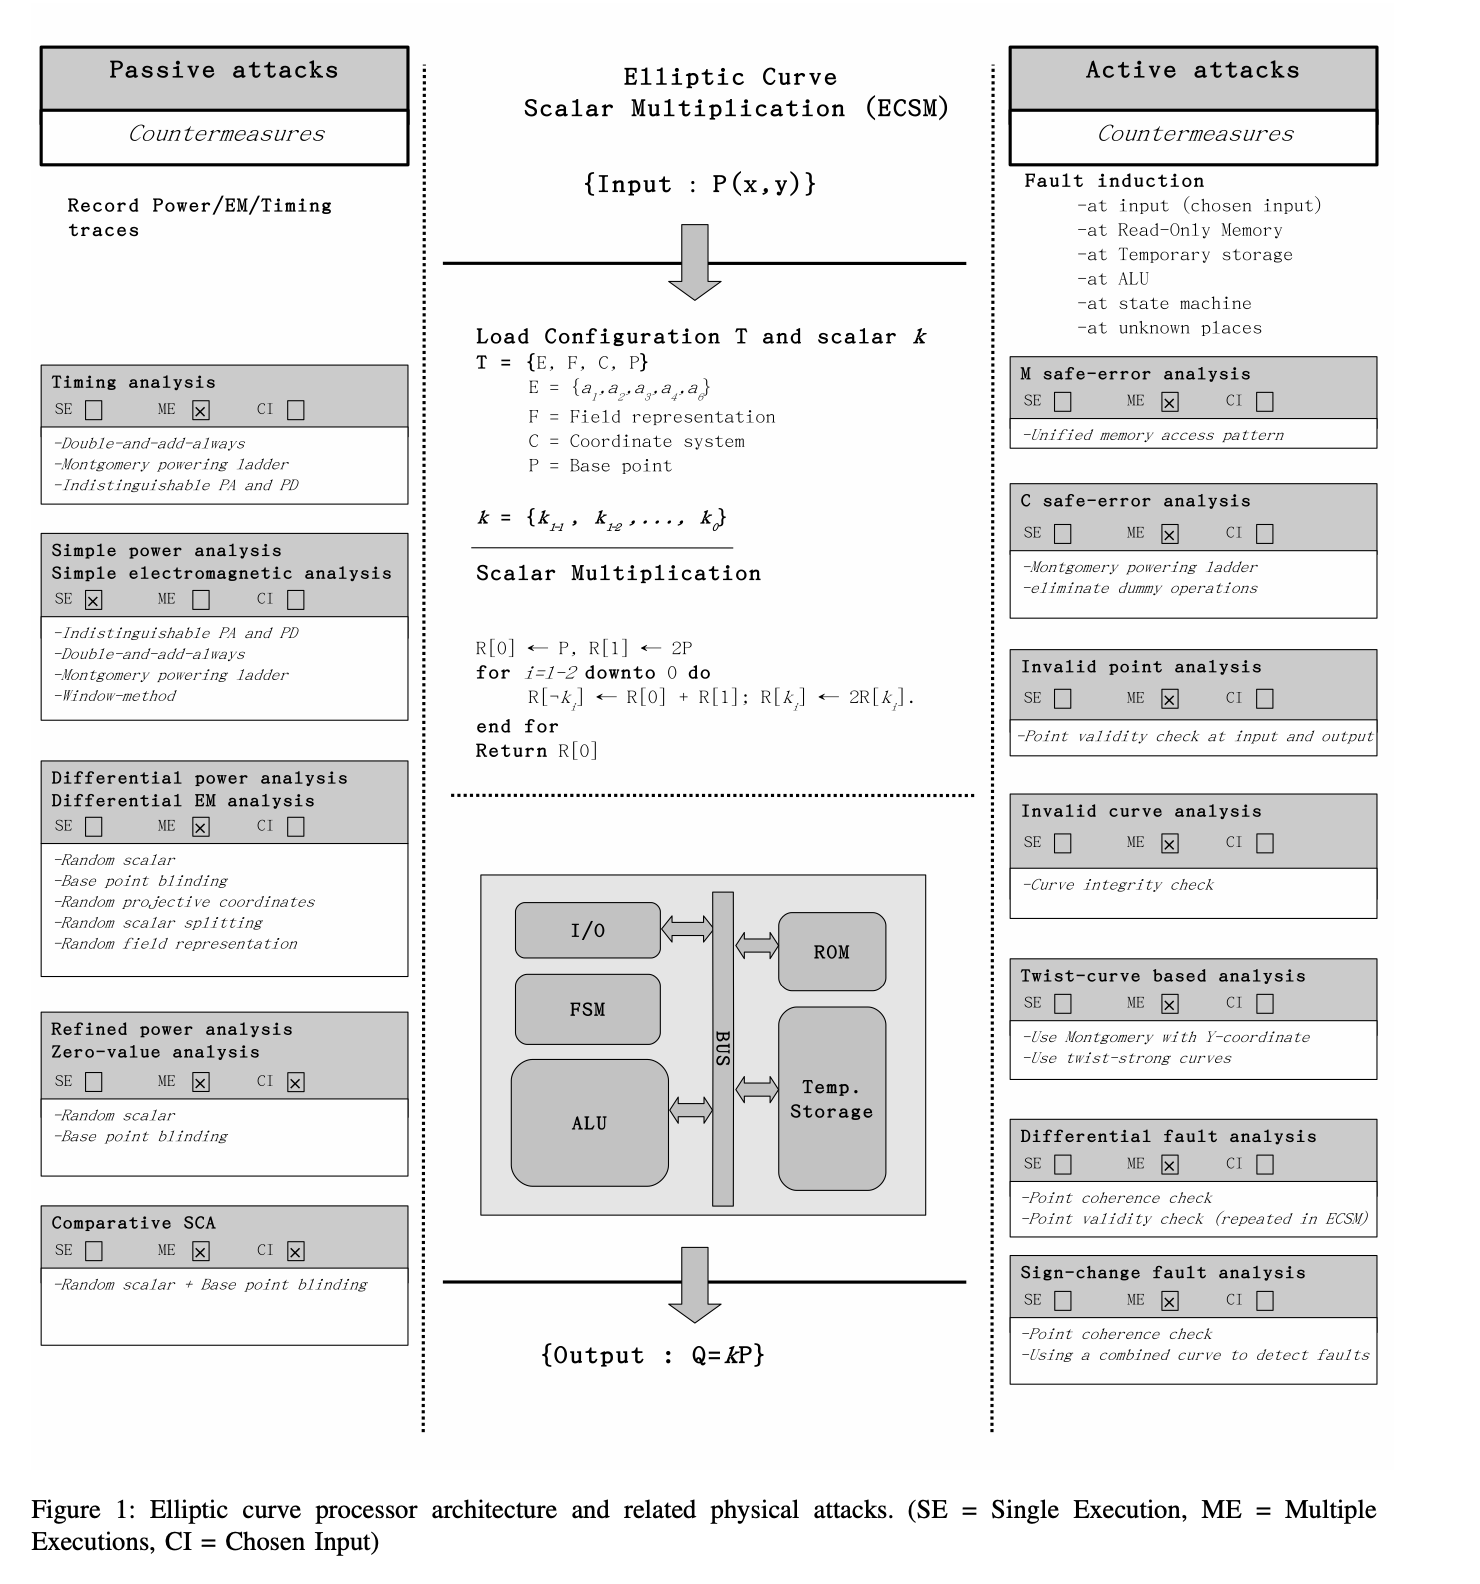 Passive attacks
Countermeasures
Record Power/EM/Timing
traces
Timing analysis
SE ☐ ME ☒ CI ☐
-Double-and-add-always
-Montgomery powering ladder
-Indistinguishable PA and PD
Simple power analysis
Simple electromagnetic analysis
SE ☒ ME ☐ CI ☐
-Indistinguishable PA and PD
-Double-and-add-always
-Montgomery powering ladder
-Window-method
Differential power analysis
Differential EM analysis
SE ☐ ME ☒ CI ☐
-Random scalar
-Base point blinding
-Random projective coordinates
-Random scalar splitting
-Random field representation
Refined power analysis
Zero-value analysis
SE ☐ ME ☒ CI ☒
-Random scalar
-Base point blinding
Comparative SCA
SE ☐ ME ☒ CI ☒
-Random scalar + Base point blinding
Elliptic Curve
Scalar Multiplication (ECSM)
{Input : P(x,y)}
Load Configuration T and scalar k
T = {E, F, C, P}
E = {a₁,a₂,a₃,a₄,a₆}
F = Field representation
C = Coordinate system
P = Base point
k = {k_{l-1}, k_{l-2},..., k₀}
Scalar Multiplication
R[0] ← P, R[1] ← 2P
for i=l-2 downto 0 do
R[¬kᵢ] ← R[0] + R[1]; R[kᵢ] ← 2R[kᵢ].
end for
Return R[0]
I/O
FSM
ALU
BUS
ROM
Temp.
Storage
{Output : Q=kP}
Active attacks
Countermeasures
Fault induction
-at input (chosen input)
-at Read-Only Memory
-at Temporary storage
-at ALU
-at state machine
-at unknown places
M safe-error analysis
SE ☐ ME ☒ CI ☐
-Unified memory access pattern
C safe-error analysis
SE ☐ ME ☒ CI ☐
-Montgomery powering ladder
-eliminate dummy operations
Invalid point analysis
SE ☐ ME ☒ CI ☐
-Point validity check at input and output
Invalid curve analysis
SE ☐ ME ☒ CI ☐
-Curve integrity check
Twist-curve based analysis
SE ☐ ME ☒ CI ☐
-Use Montgomery with Y-coordinate
-Use twist-strong curves
Differential fault analysis
SE ☐ ME ☒ CI ☐
-Point coherence check
-Point validity check (repeated in ECSM)
Sign-change fault analysis
SE ☐ ME ☒ CI ☐
-Point coherence check
-Using a combined curve to detect faults
Figure 1: Elliptic curve processor architecture and related physical attacks. (SE = Single Execution, ME = Multiple
Executions, CI = Chosen Input)